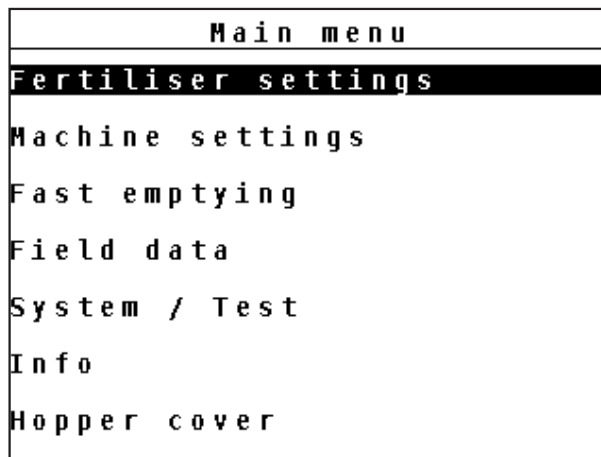 Main menu
Fertiliser settings
Machine settings
Fast emptying
Field data
System / Test
Info
Hopper cover